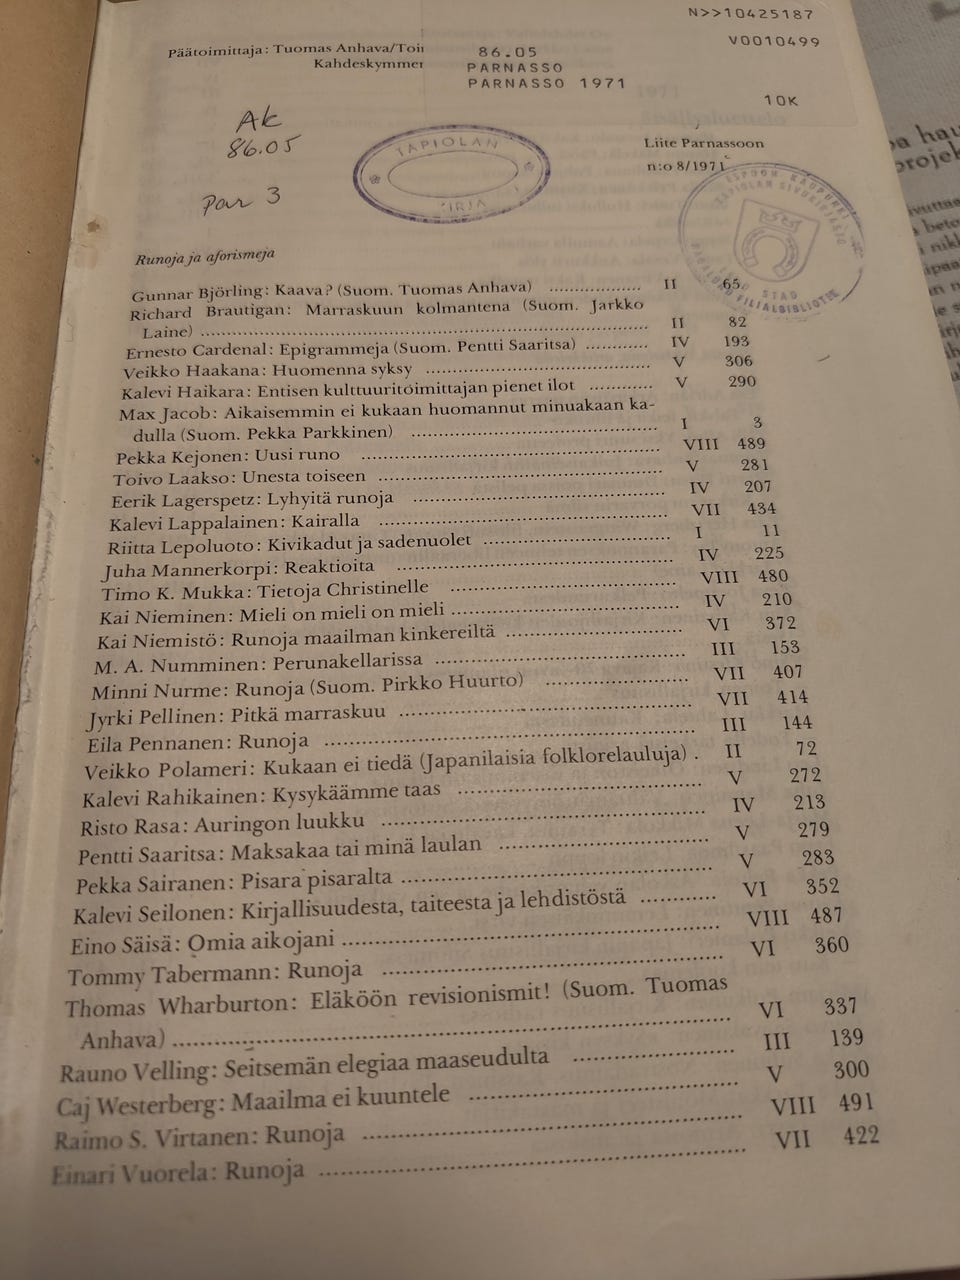 N>>10425187
V0010499
Päätoimittaja: Tuomas Anhava/Toii
Kahdeskymmer
86.05
PARNASSO
PARNASSO 1971
10K
Ak
86.05
Par 3
TAPIOLAN
KIRJA
Liite Parnassoon
n:o 8/1971
ESPOON KAUPUNKI
TAPIOLAN SIVUKIRJASTO
STAD
FILIALBIBLIOTEK
Runoja ja aforismeja
Gunnar Björling: Kaava? (Suom. Tuomas Anhava) .................. II 65
Richard Brautigan: Marraskuun kolmantena (Suom. Jarkko
Laine) .................. II 82
Ernesto Cardenal: Epigrammeja (Suom. Pentti Saaritsa) ............ IV 193
Veikko Haakana: Huomenna syksy .................. V 306
Kalevi Haikara: Entisen kulttuuritoimittajan pienet ilot ............ V 290
Max Jacob: Aikaisemmin ei kukaan huomannut minuakaan ka-
dulla (Suom. Pekka Parkkinen) .................. I 3
Pekka Kejonen: Uusi runo .................. VIII 489
Toivo Laakso: Unesta toiseen .................. V 281
Eerik Lagerspetz: Lyhyitä runoja .................. IV 207
Kalevi Lappalainen: Kairalla .................. VII 434
Riitta Lepoluoto: Kivikadut ja sadenuolet .................. I 11
Juha Mannerkorpi: Reaktioita .................. IV 225
Timo K. Mukka: Tietoja Christinelle .................. VIII 480
Kai Nieminen: Mieli on mieli on mieli .................. IV 210
Kai Niemistö: Runoja maailman kinkereiltä .................. VI 372
M. A. Numminen: Perunakellarissa .................. III 153
Minni Nurme: Runoja (Suom. Pirkko Huurto) .................. VII 407
Jyrki Pellinen: Pitkä marraskuu .................. VII 414
Eila Pennanen: Runoja .................. III 144
Veikko Polameri: Kukaan ei tiedä (Japanilaisia folklorelauluja) . II 72
Kalevi Rahikainen: Kysykäämme taas .................. V 272
Risto Rasa: Auringon luukku .................. IV 213
Pentti Saaritsa: Maksakaa tai minä laulan .................. V 279
Pekka Sairanen: Pisara pisaralta .................. V 283
Kalevi Seilonen: Kirjallisuudesta, taiteesta ja lehdistöstä ............ VI 352
Eino Säisä: Omia aikojani .................. VIII 487
Tommy Tabermann: Runoja .................. VI 360
Thomas Wharburton: Eläköön revisionismit! (Suom. Tuomas
Anhava) .................. VI 337
Rauno Velling: Seitsemän elegiaa maaseudulta .................. III 139
Caj Westerberg: Maailma ei kuuntele .................. V 300
Raimo S. Virtanen: Runoja .................. VIII 491
Einari Vuorela: Runoja .................. VII 422